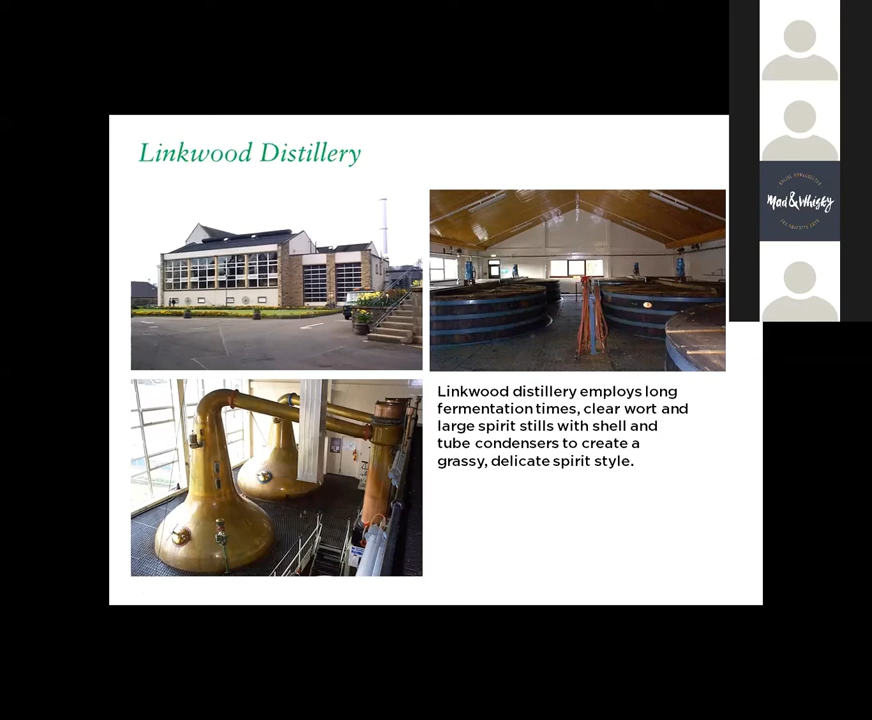 Linkwood Distillery
Mad&Whisky
Linkwood distillery employs long
fermentation times, clear wort and
large spirit stills with shell and
tube condensers to create a
grassy, delicate spirit style.